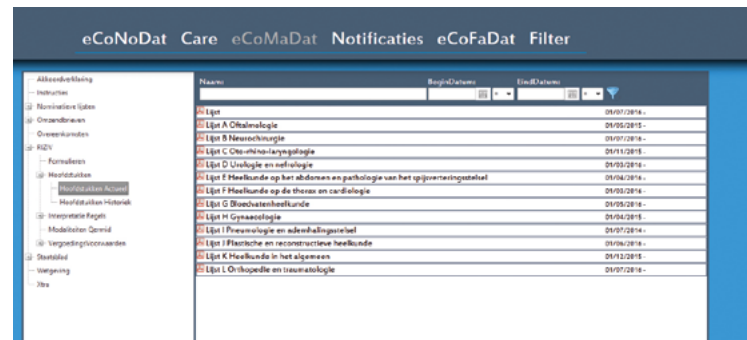 eCoNoDat Care eCoMaDat Notificaties eCoFaDat Filter
Akkoordverklaring
Instructies
Nominatieve lijsten
Omzendbrieven
Overeenkomsten
RIZIV
Formulieren
Hoofdstukken
Hoofdstukken Actueel
Hoofdstukken Historiek
Interpretatie Regels
Modaliteiten Qermid
Vergoedingsvoorwaarden
Staatsblad
Wetgeving
Xtra
Naam: BeginDatum: EindDatum:
Lijst 01/07/2016 -
Lijst A Oftalmologie 01/05/2015 -
Lijst B Neurochirurgie 01/07/2016 -
Lijst C Oto-rhino-laryngologie 01/11/2015 -
Lijst D Urologie en nefrologie 01/03/2016 -
Lijst E Heelkunde op het abdomen en pathologie van het spijsverteringsstelsel 01/04/2016 -
Lijst F Heelkunde op de thorax en cardiologie 01/03/2016 -
Lijst G Bloedvatenheelkunde 01/05/2016 -
Lijst H Gynaecologie 01/04/2015 -
Lijst I Pneumologie en ademhalingsstelsel 01/07/2014 -
Lijst J Plastische en reconstructieve heelkunde 01/06/2016 -
Lijst K Heelkunde in het algemeen 01/12/2015 -
Lijst L Orthopedie en traumatologie 01/07/2016 -